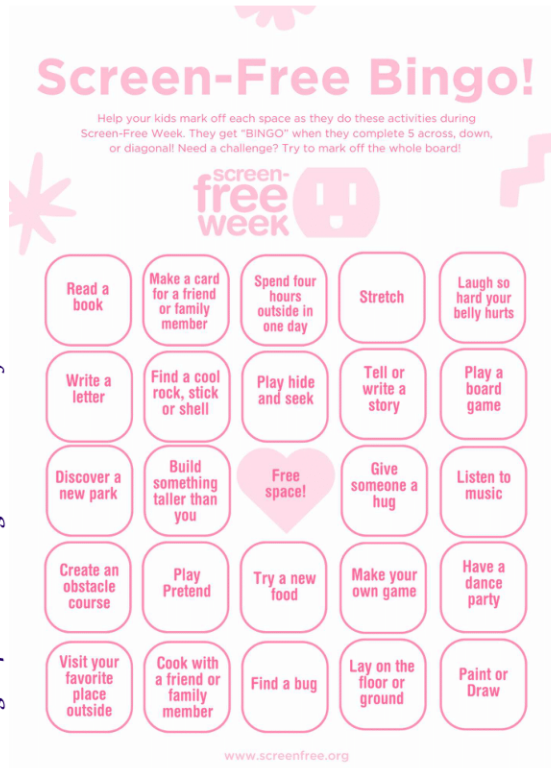 Screen-Free Bingo!
Help your kids mark off each space as they do these activities during
Screen-Free Week. They get "BINGO" when they complete 5 across, down,
or diagonal! Need a challenge? Try to mark off the whole board!
screen-
free
week
Read a
book
Make a card
for a friend
or family
member
Spend four
hours
outside in
one day
Stretch
Laugh so
hard your
belly hurts
Write a
letter
Find a cool
rock, stick
or shell
Play hide
and seek
Tell or
write a
story
Play a
board
game
Discover a
new park
Build
something
taller than
you
Free
space!
Give
someone a
hug
Listen to
music
Create an
obstacle
course
Play
Pretend
Try a new
food
Make your
own game
Have a
dance
party
Visit your
favorite
place
outside
Cook with
a friend or
family
member
Find a bug
Lay on the
floor or
ground
Paint or
Draw
www.screenfree.org